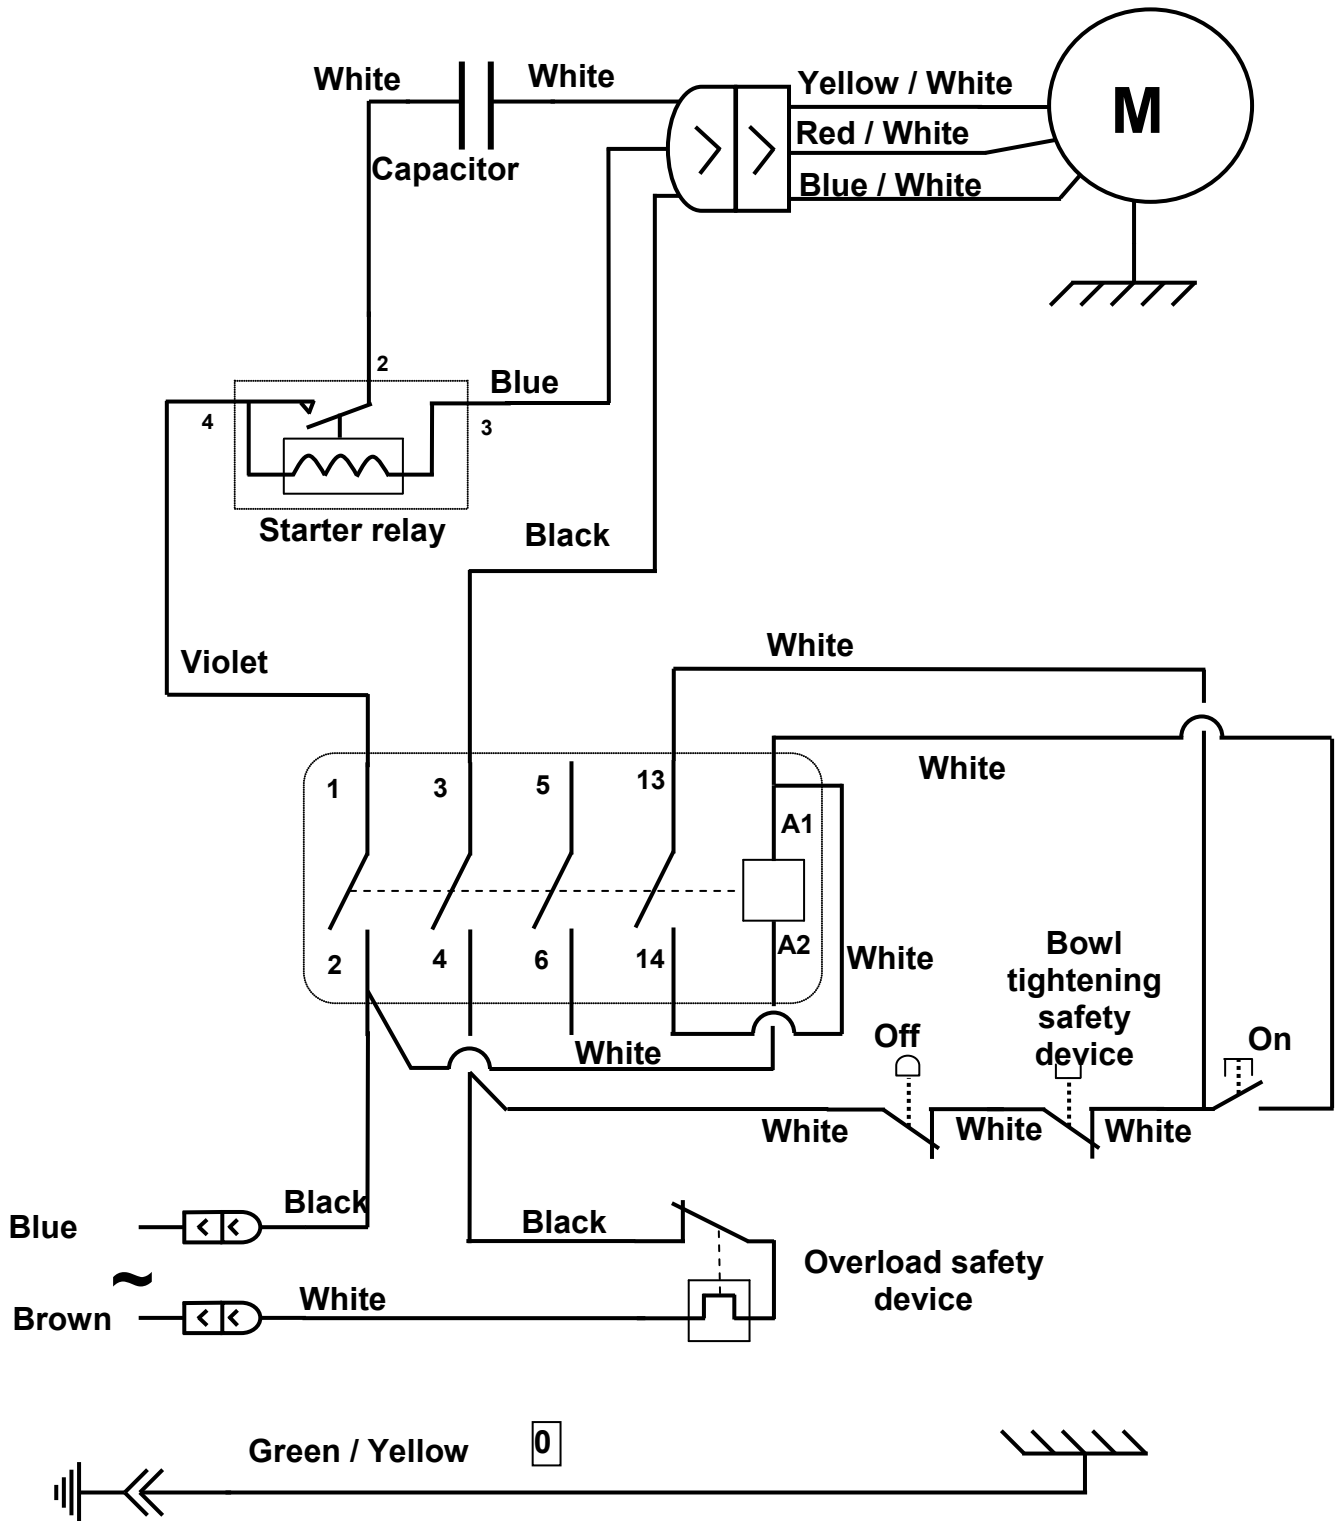 White
White
Yellow / White
M
Red / White
Capacitor
Blue / White
2
Blue
4
3
Starter relay
Black
Violet
White
White
1
3
5
13
A1
2
4
6
14
A2
White
Bowl
tightening
safety
device
Off
On
White
White
White
White
Black
Blue
Black
Overload safety
device
~
Brown
White
Green / Yellow
0